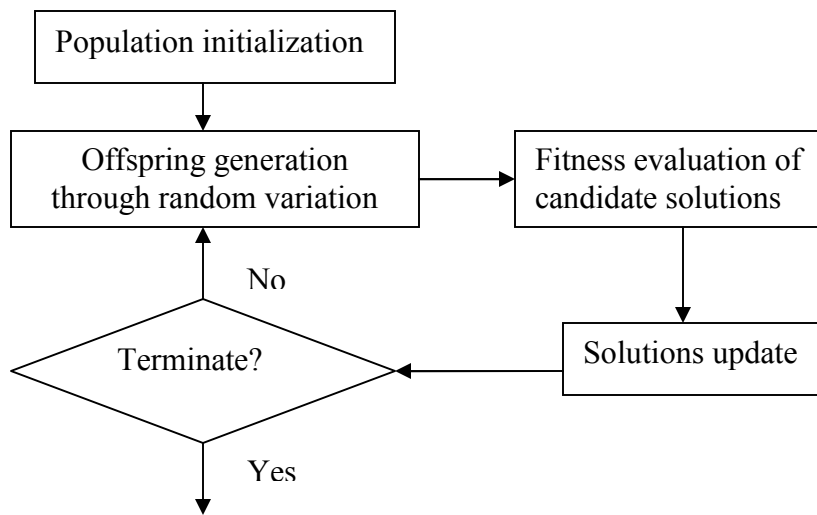 Population initialization
Offspring generation
through random variation
Fitness evaluation of
candidate solutions
No
Terminate?
Solutions update
Yes